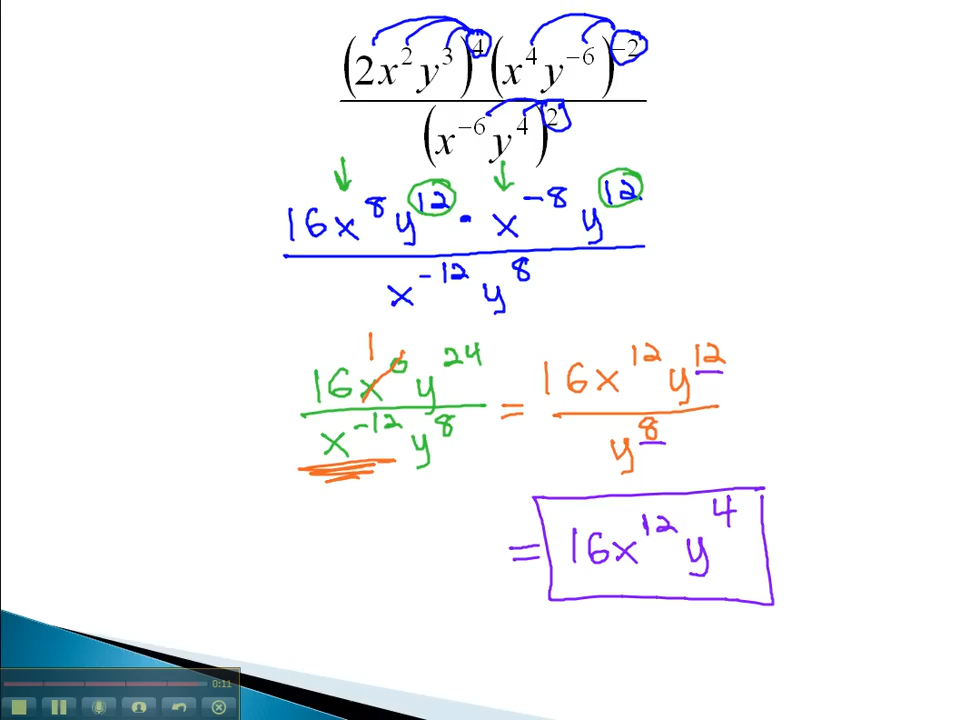 (2x²y³)⁴(x⁴y⁻⁶)⁻²
(x⁻⁶y⁴)²
16x⁸y¹² · x⁻⁸y¹²
x⁻¹²y⁸
1
16x⁰y²⁴ = 16x¹²y¹²
x⁻¹²y⁸ y⁸
= 16x¹²y⁴
0:11